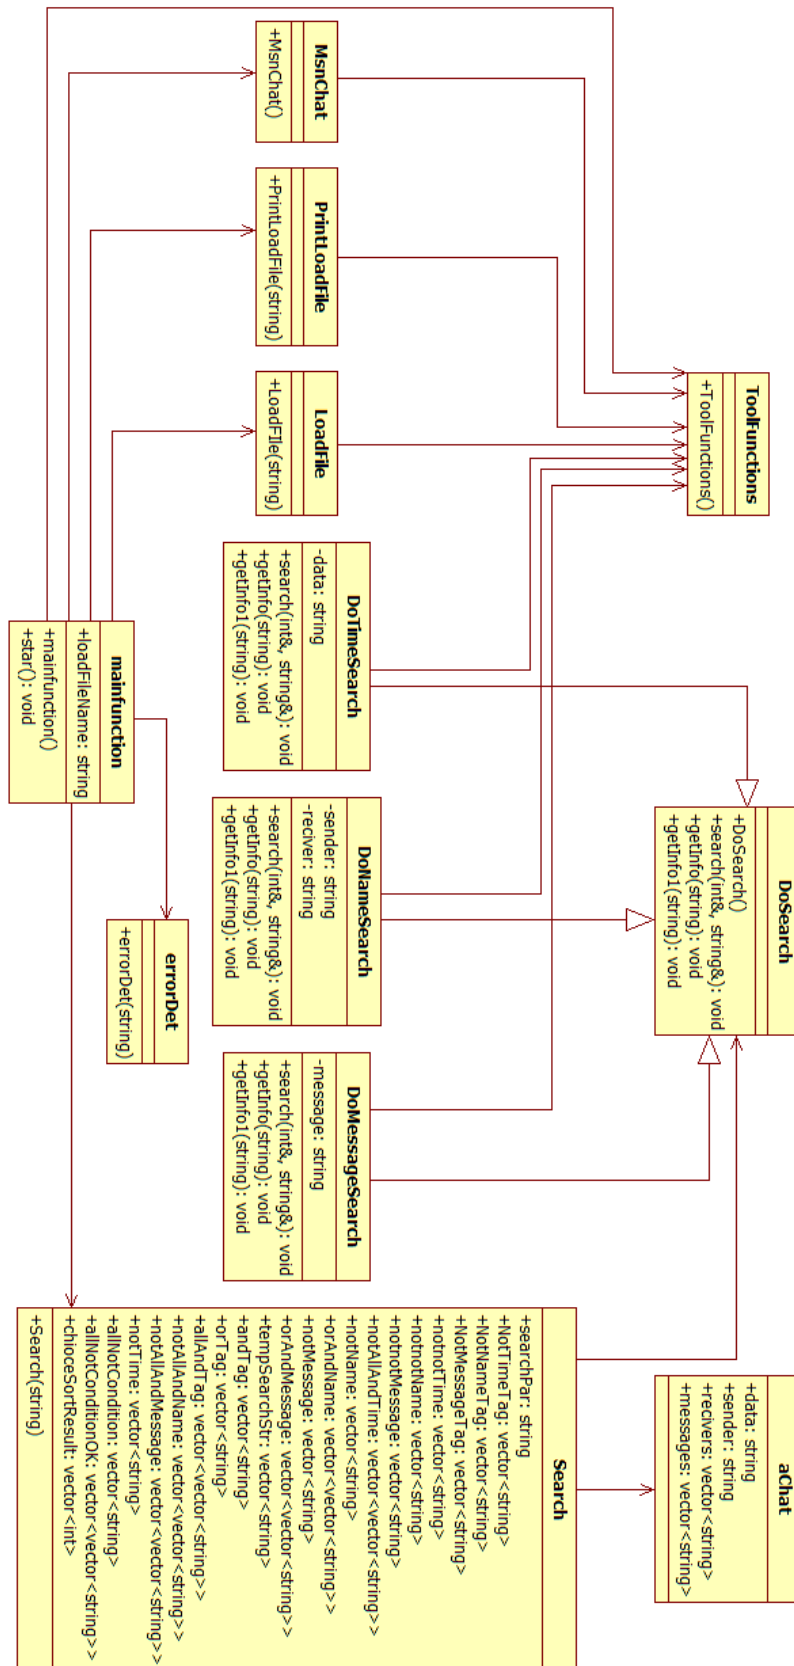 ToolFunctions
+ToolFunctions()
DoSearch
+DoSearch()
+search(int&, string&): void
+getInfo(string): void
+getInfo1(string): void
aChat
+data: string
+sender: string
+recivers: vector<string>
+messages: vector<string>
MsnChat
+MsnChat()
PrintLoadFile
+PrintLoadFile(string)
LoadFile
+LoadFIle(string)
DoTimeSearch
-data: string
+search(int&, string&): void
+getInfo(string): void
+getInfo1(string): void
DoNameSearch
-sender: string
-reciver: string
+search(int&, string&): void
+getInfo(string): void
+getInfo1(string): void
DoMessageSearch
-message: string
+search(int&, string&): void
+getInfo(string): void
+getInfo1(string): void
Search
+searchPar: string
+NotTimeTag: vector<string>
+NotNameTag: vector<string>
+NotMessageTag: vector<string>
+notnotTime: vector<string>
+notnotName: vector<string>
+notnotMessage: vector<string>
+notAllAndTime: vector<vector<string>>
+notName: vector<string>
+orAndName: vector<vector<string>>
+notMessage: vector<string>
+orAndMessage: vector<vector<string>>
+tempSearchStr: vector<string>
+andTag: vector<string>
+orTag: vector<string>
+allAndTag: vector<vector<string>>
+notAllAndName: vector<vector<string>>
+notAllAndMessage: vector<vector<string>>
+notTime: vector<string>
+allNotCondition: vector<string>
+allNotConditionOK: vector<vector<string>>
+chioceSortResult: vector<int>
+Search(string)
mainfunction
+loadFileName: string
+mainfunction()
+star(): void
errorDet
+errorDet(string)